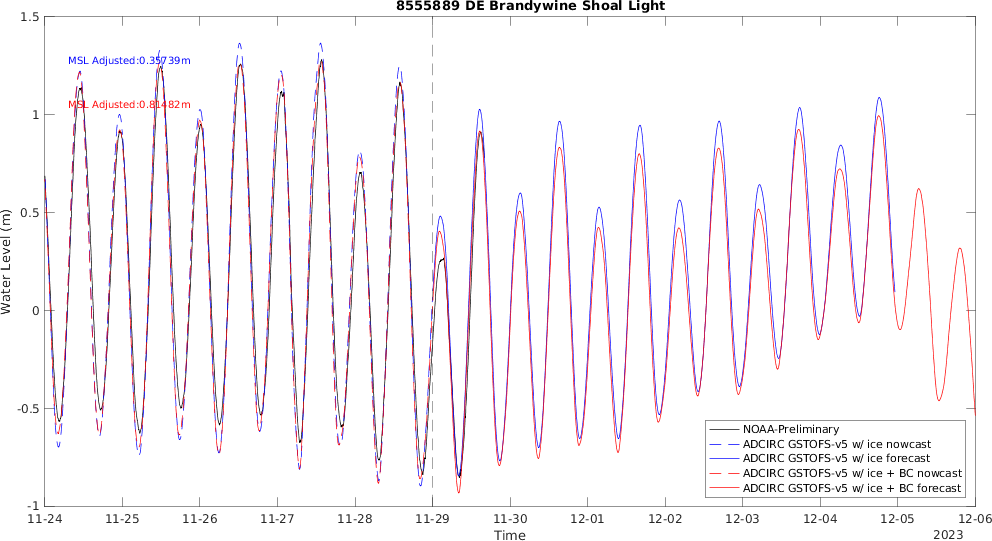 8555889 DE Brandywine Shoal Light
1.5
1
0.5
0
-0.5
-1
Water Level (m)
MSL Adjusted:0.35739m
MSL Adjusted:0.81482m
NOAA-Preliminary
ADCIRC GSTOFS-v5 w/ ice nowcast
ADCIRC GSTOFS-v5 w/ ice forecast
ADCIRC GSTOFS-v5 w/ ice + BC nowcast
ADCIRC GSTOFS-v5 w/ ice + BC forecast
11-24 11-25 11-26 11-27 11-28 11-29 11-30 12-01 12-02 12-03 12-04 12-05 12-06
Time
2023